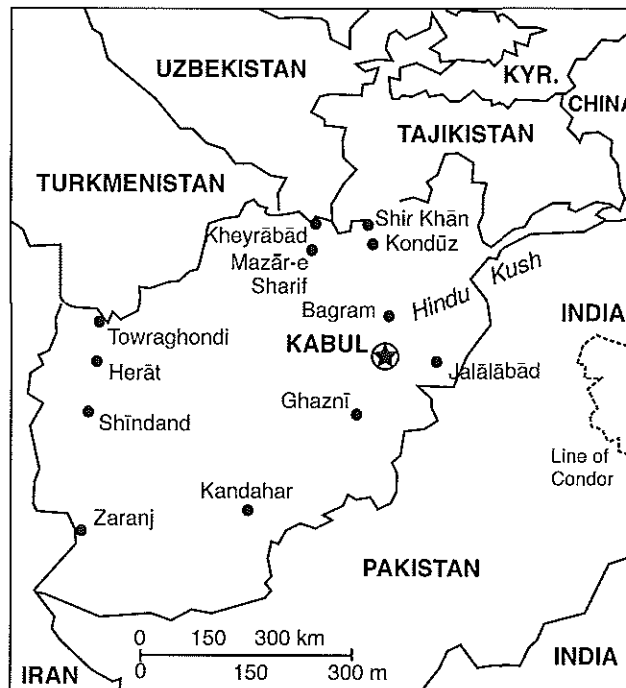 UZBEKISTAN
KYR.
CHINA
TAJIKISTAN
TURKMENISTAN
Kheyrābād
Shir Khān
Mazār-e
Sharif
Kondūz
Bagram
Hindu Kush
INDIA
Towraghondi
KABUL
Herāt
Jalālābād
Shīndand
Ghaznī
Line of
Condor
Kandahar
Zaranj
PAKISTAN
0 150 300 km
INDIA
IRAN
0 150 300 m